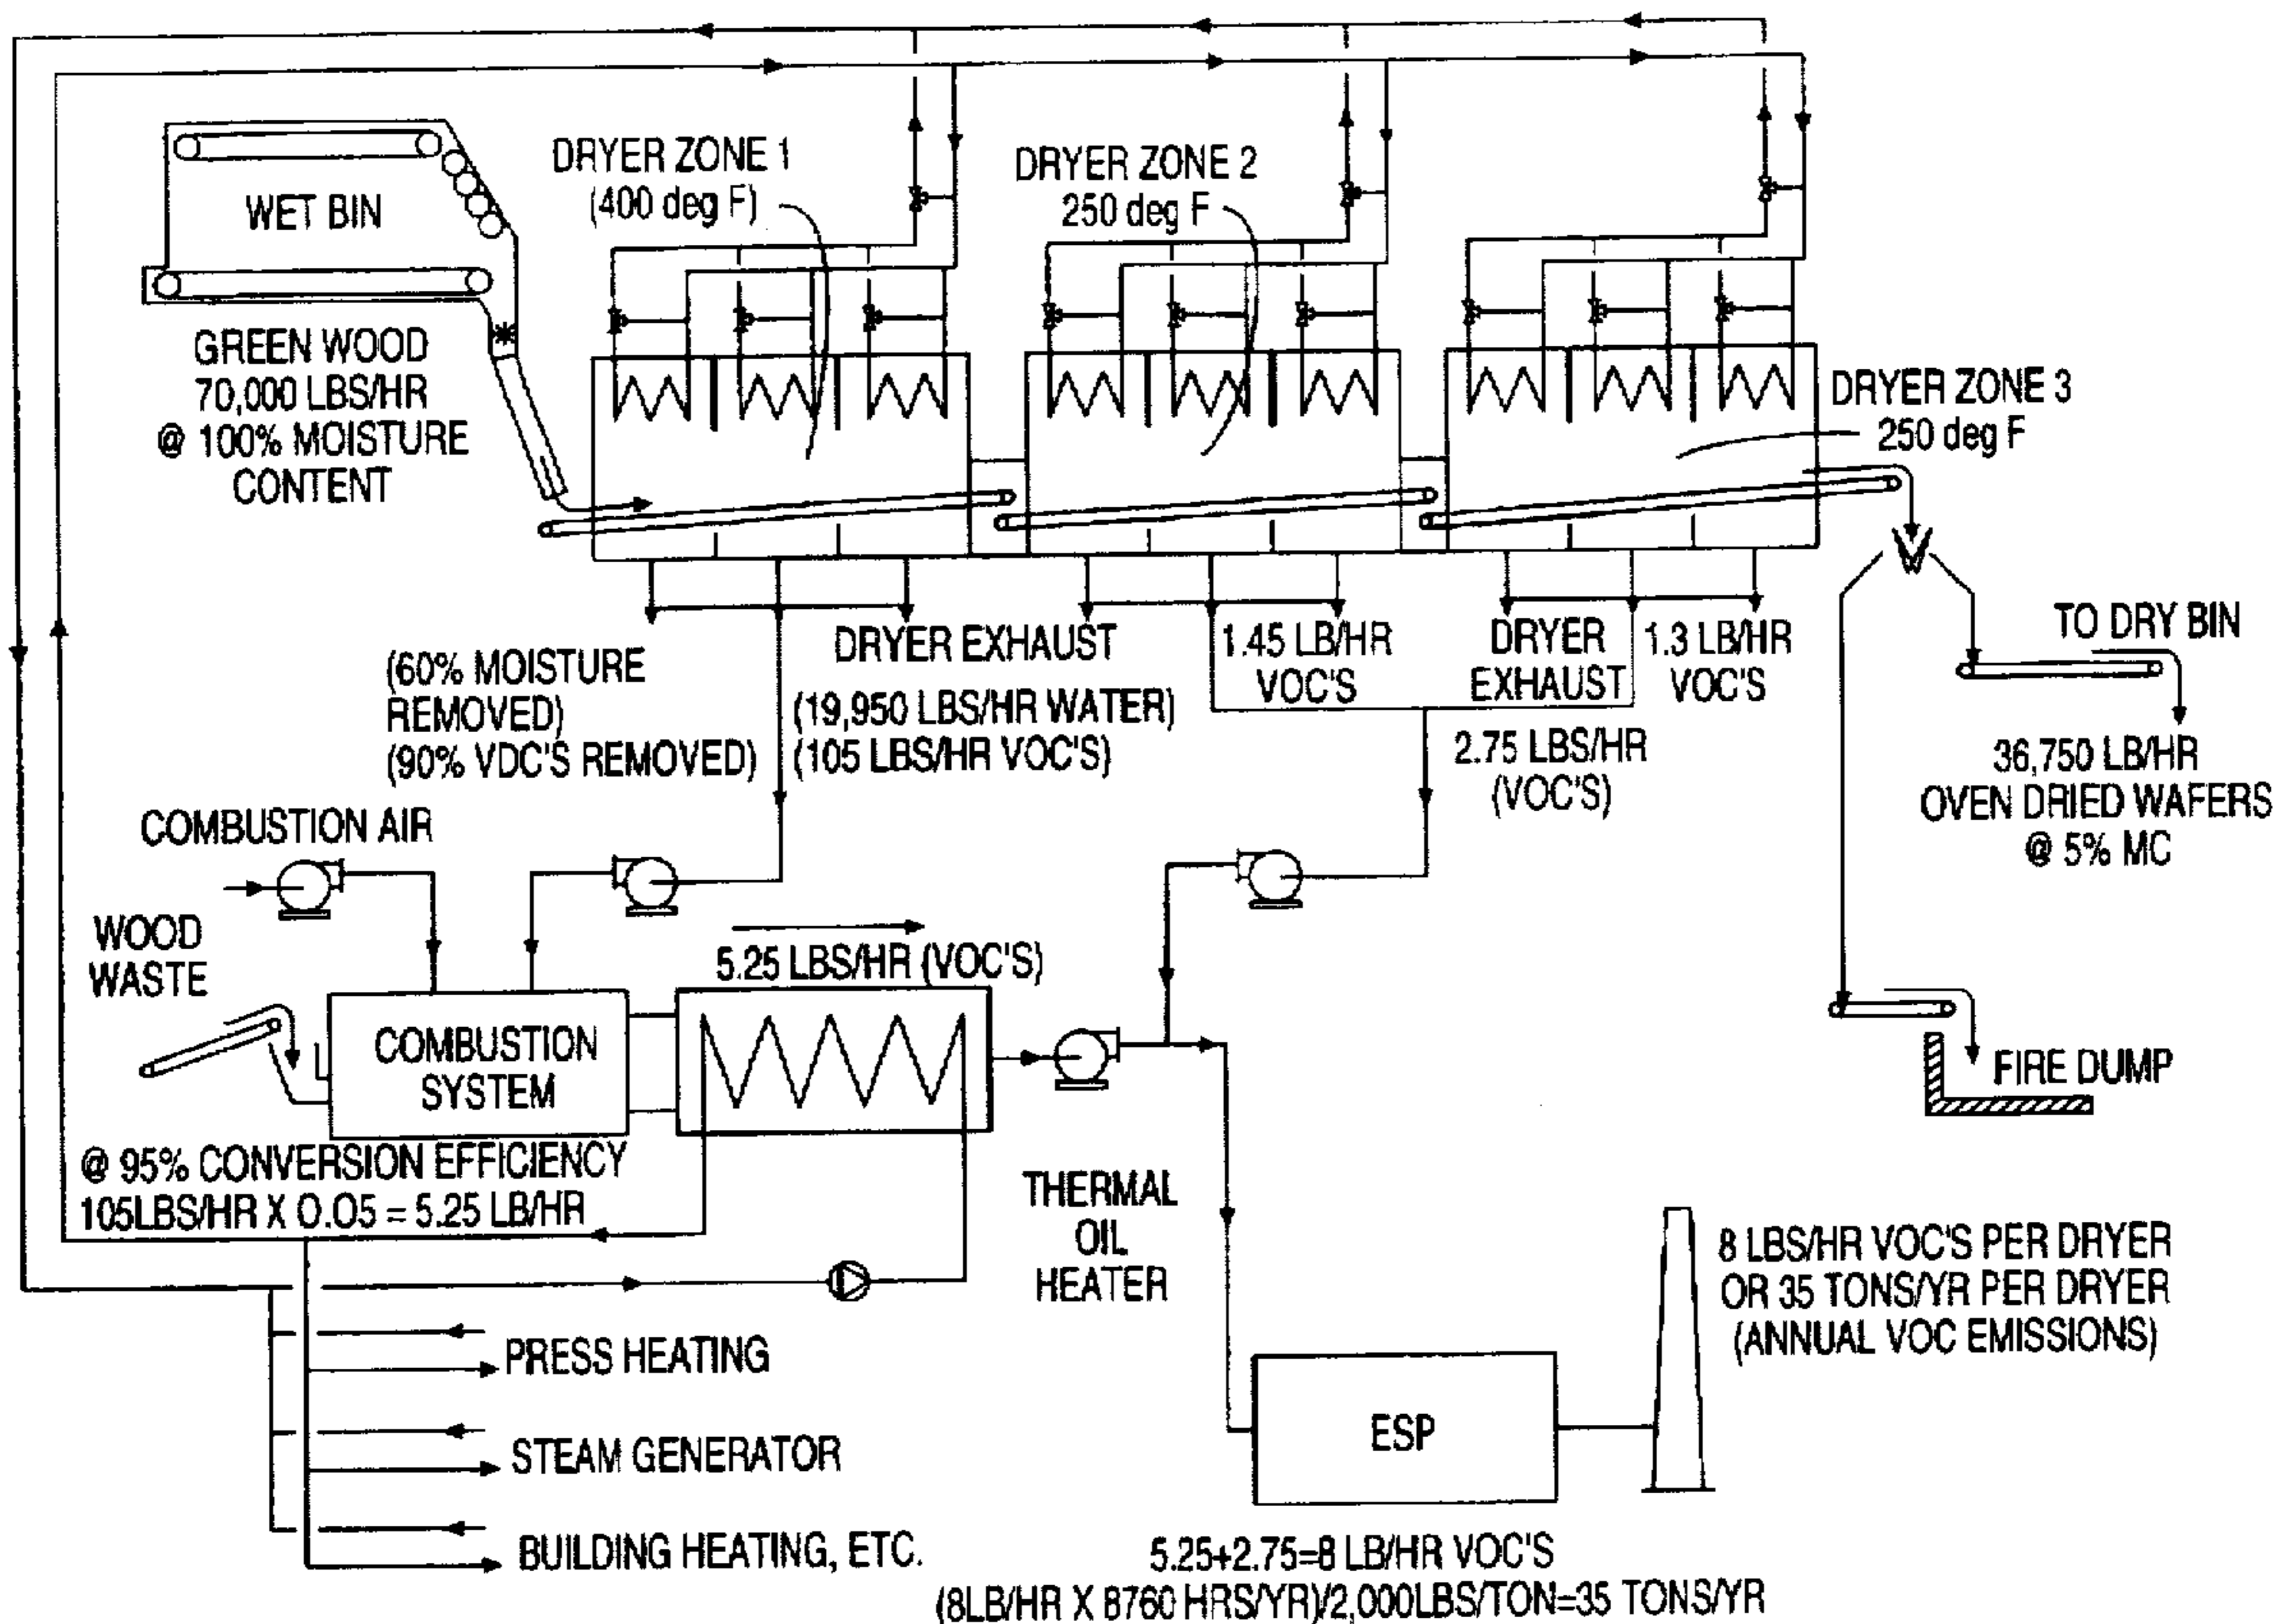 WET BIN
DRYER ZONE 1
(400 deg F)
DRYER ZONE 2
250 deg F
DRYER ZONE 3
250 deg F
GREEN WOOD
70,000 LBS/HR
@ 100% MOISTURE
CONTENT
(60% MOISTURE
REMOVED)
(90% VDC'S REMOVED)
DRYER EXHAUST
(19,950 LBS/HR WATER)
(105 LBS/HR VOC'S)
1.45 LB/HR
VOC'S
DRYER
EXHAUST
1.3 LB/HR
VOC'S
2.75 LBS/HR
(VOC'S)
TO DRY BIN
36,750 LB/HR
OVEN DRIED WAFERS
@ 5% MC
COMBUSTION AIR
WOOD
WASTE
5.25 LBS/HR (VOC'S)
COMBUSTION
SYSTEM
FIRE DUMP
@ 95% CONVERSION EFFICIENCY
105LBS/HR X 0.05 = 5.25 LB/HR
THERMAL
OIL
HEATER
8 LBS/HR VOC'S PER DRYER
OR 35 TONS/YR PER DRYER
(ANNUAL VOC EMISSIONS)
PRESS HEATING
STEAM GENERATOR
BUILDING HEATING, ETC.
ESP
5.25+2.75=8 LB/HR VOC'S
(8LB/HR X 8760 HRS/YR)/2,000LBS/TON=35 TONS/YR